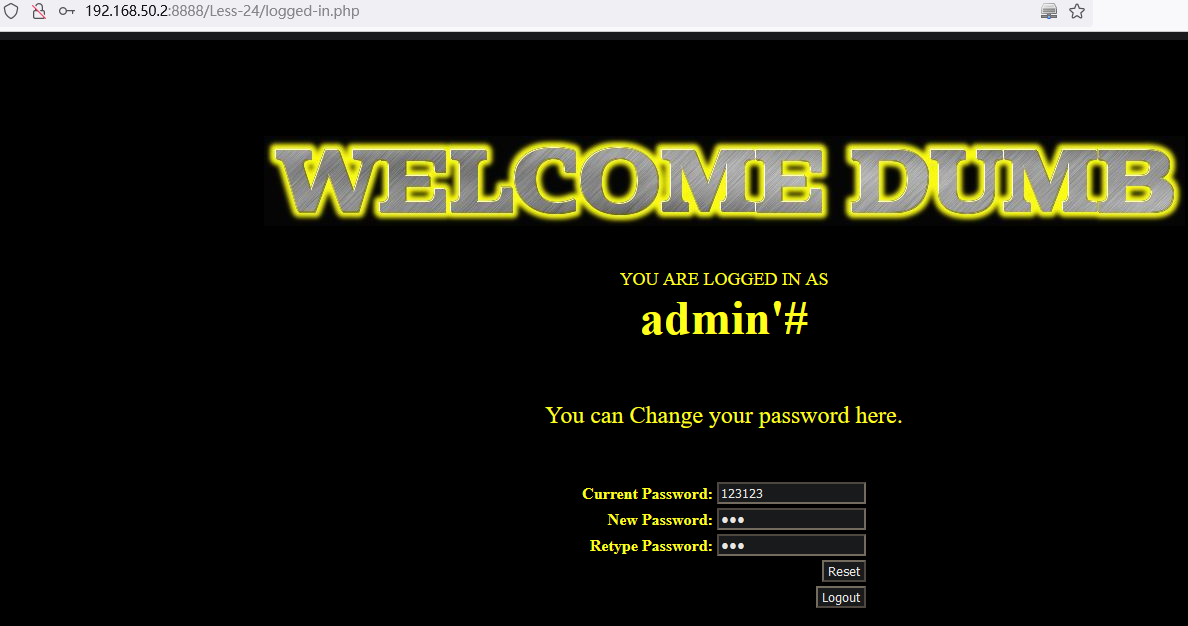 192.168.50.2:8888/Less-24/logged-in.php
WELCOME DUMB
YOU ARE LOGGED IN AS
admin'#
You can Change your password here.
Current Password: 123123
New Password: •••
Retype Password: •••
Reset
Logout